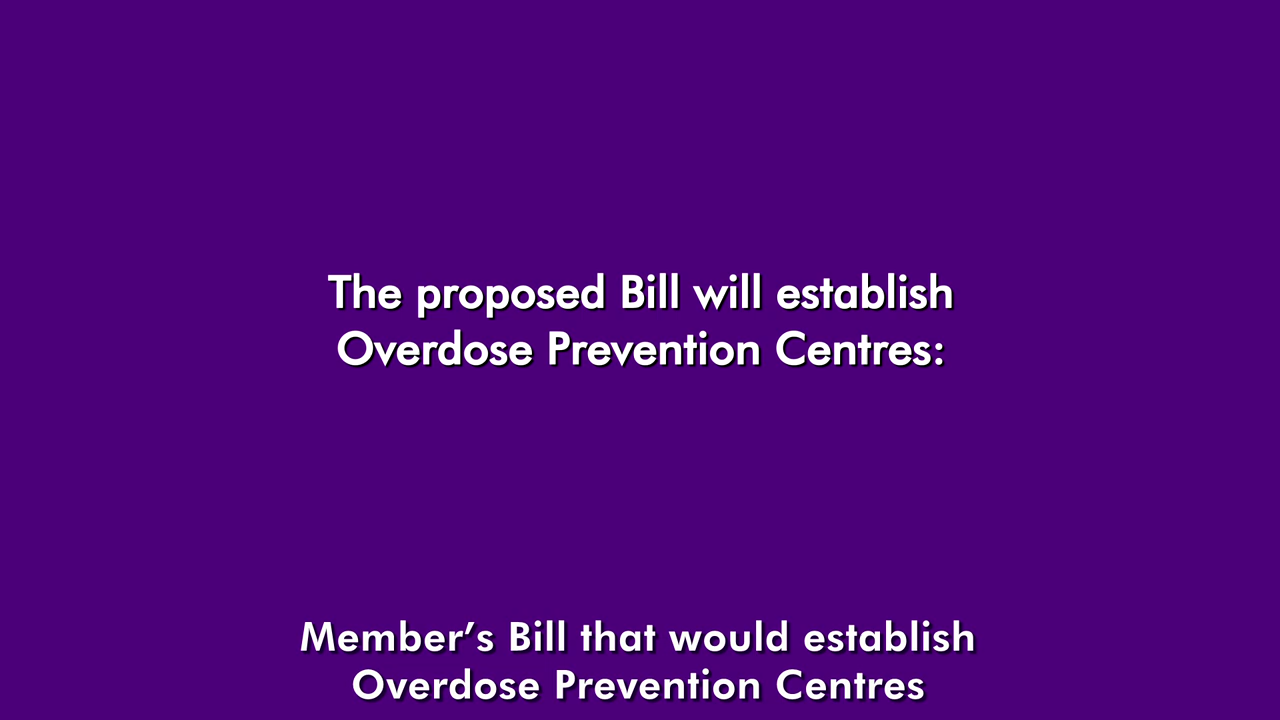 The proposed Bill will establish
Overdose Prevention Centres:
Member’s Bill that would establish
Overdose Prevention Centres